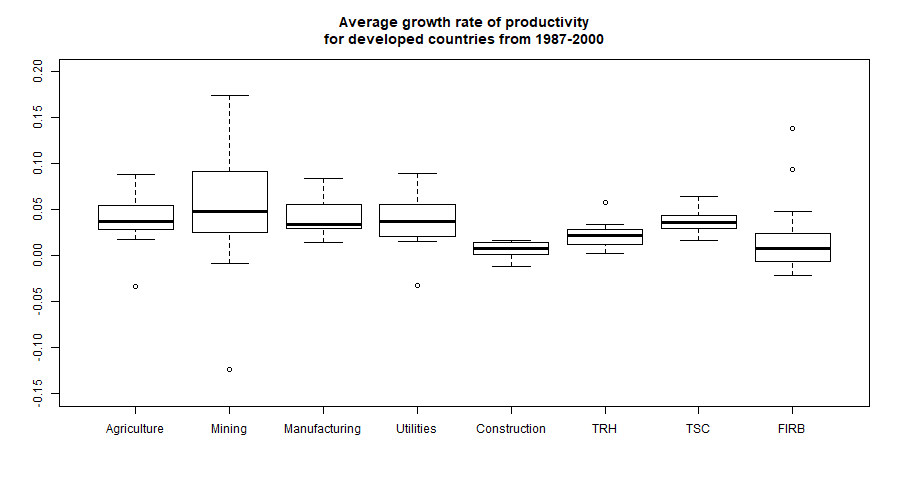 Average growth rate of productivity
for developed countries from 1987-2000
0.20
0.15
0.10
0.05
0.00
-0.05
-0.10
-0.15
Agriculture Mining Manufacturing Utilities Construction TRH TSC FIRB